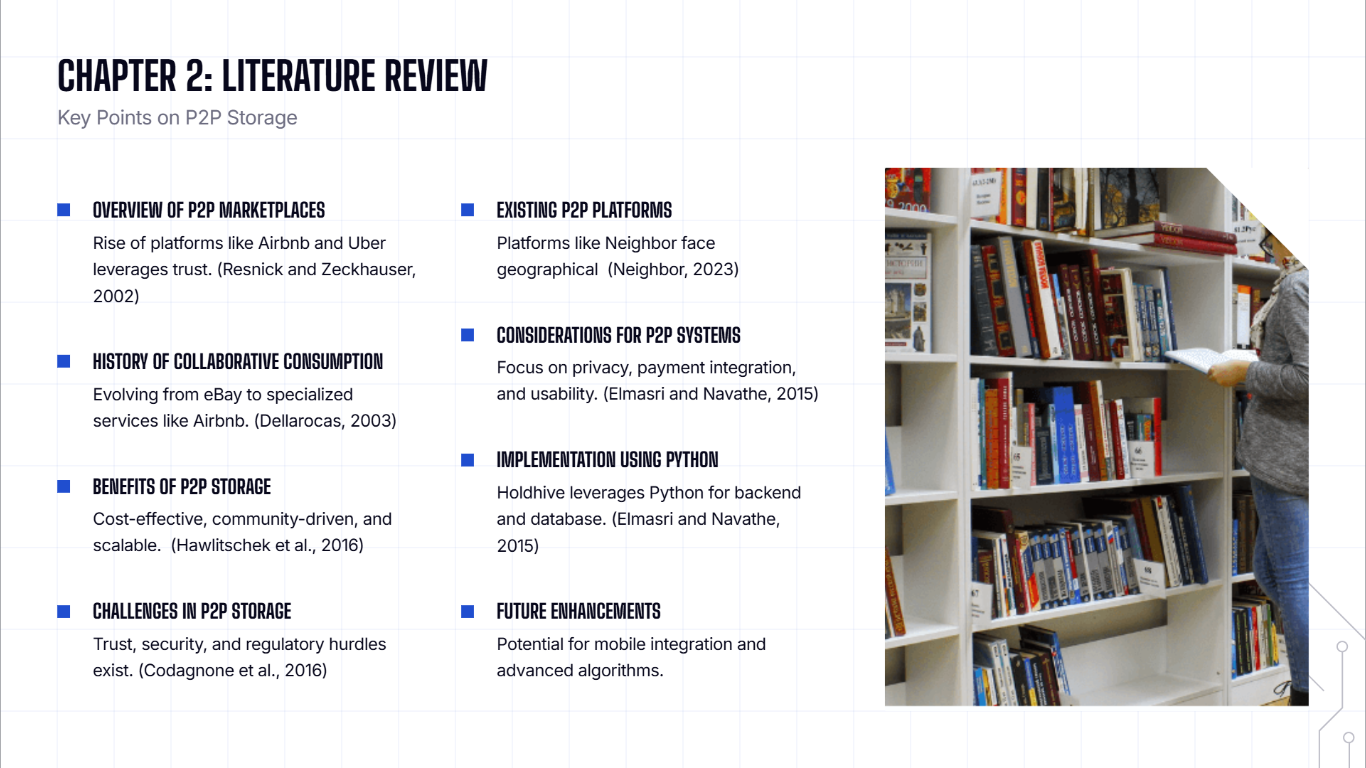 CHAPTER 2: LITERATURE REVIEW
Key Points on P2P Storage
OVERVIEW OF P2P MARKETPLACES
Rise of platforms like Airbnb and Uber
leverages trust. (Resnick and Zeckhauser,
2002)
HISTORY OF COLLABORATIVE CONSUMPTION
Evolving from eBay to specialized
services like Airbnb. (Dellarocas, 2003)
BENEFITS OF P2P STORAGE
Cost-effective, community-driven, and
scalable.  (Hawlitschek et al., 2016)
CHALLENGES IN P2P STORAGE
Trust, security, and regulatory hurdles
exist. (Codagnone et al., 2016)
EXISTING P2P PLATFORMS
Platforms like Neighbor face
geographical  (Neighbor, 2023)
CONSIDERATIONS FOR P2P SYSTEMS
Focus on privacy, payment integration,
and usability. (Elmasri and Navathe, 2015)
IMPLEMENTATION USING PYTHON
Holdhive leverages Python for backend
and database. (Elmasri and Navathe,
2015)
FUTURE ENHANCEMENTS
Potential for mobile integration and
advanced algorithms.